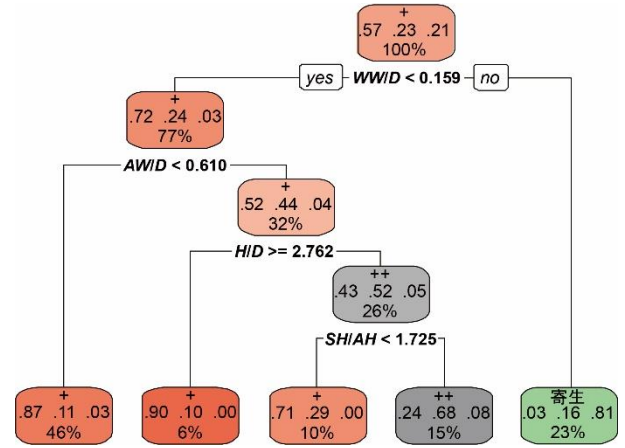 +
.57 .23 .21
100%
yes WW/D < 0.159 no
+
.72 .24 .03
77%
AW/D < 0.610
+
.52 .44 .04
32%
H/D >= 2.762
++
.43 .52 .05
26%
SH/AH < 1.725
+
.87 .11 .03
46%
+
.90 .10 .00
6%
+
.71 .29 .00
10%
++
.24 .68 .08
15%
寄生
.03 .16 .81
23%